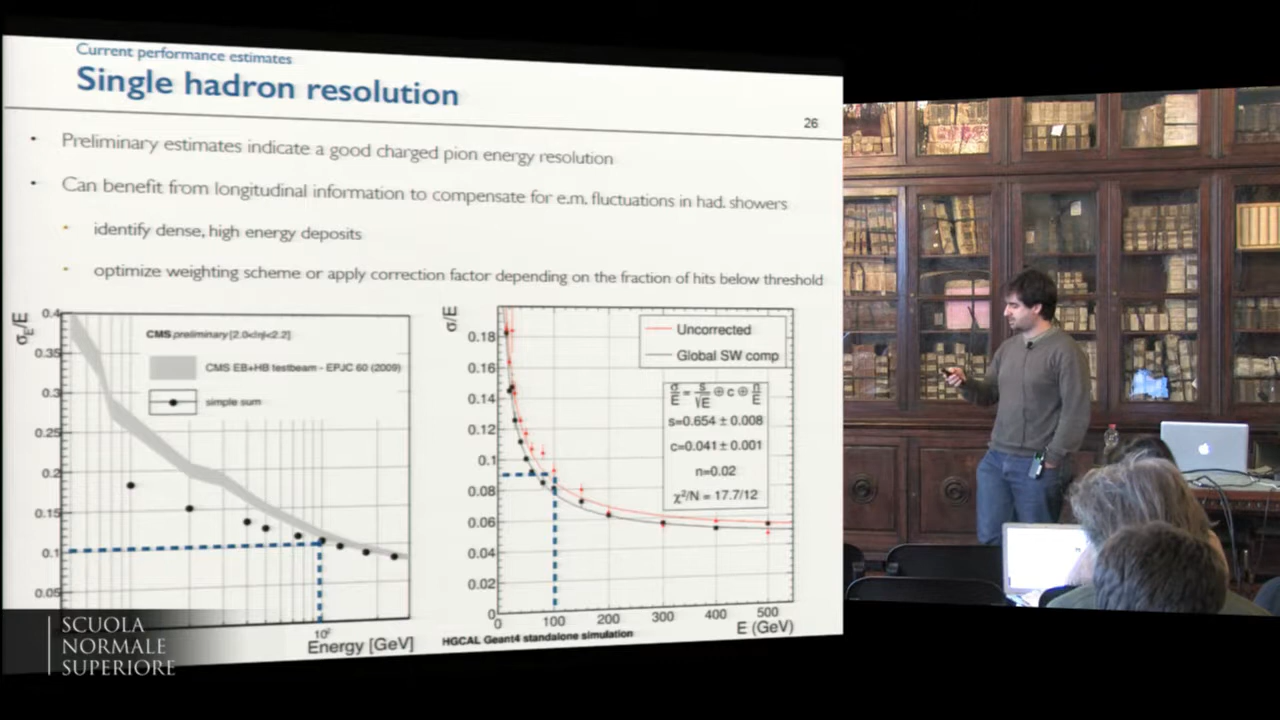 Current performance estimates
Single hadron resolution
26
• Preliminary estimates indicate a good charged pion energy resolution
• Can benefit from longitudinal information to compensate for e.m. fluctuations in had. showers
• identify dense, high energy deposits
• optimize weighting scheme or apply correction factor depending on the fraction of hits below threshold
σE/E
0.4
0.35
0.3
0.25
0.2
0.15
0.1
0.05
CMS preliminary [2.0<|η|<2.2]
CMS EB+HB testbeam - EPJC 60 (2009)
simple sum
10²
Energy [GeV]
σ/E
0.18
0.16
0.14
0.12
0.1
0.08
0.06
0.04
0.02
0
Uncorrected
Global SW comp
σ/E = s/√E ⊕ c ⊕ n/E
s=0.654 ± 0.008
c=0.041 ± 0.001
n=0.02
χ²/N = 17.7/12
0 100 200 300 400 500
E (GeV)
HGCAL Geant4 standalone simulation
SCUOLA
NORMALE
SUPERIORE